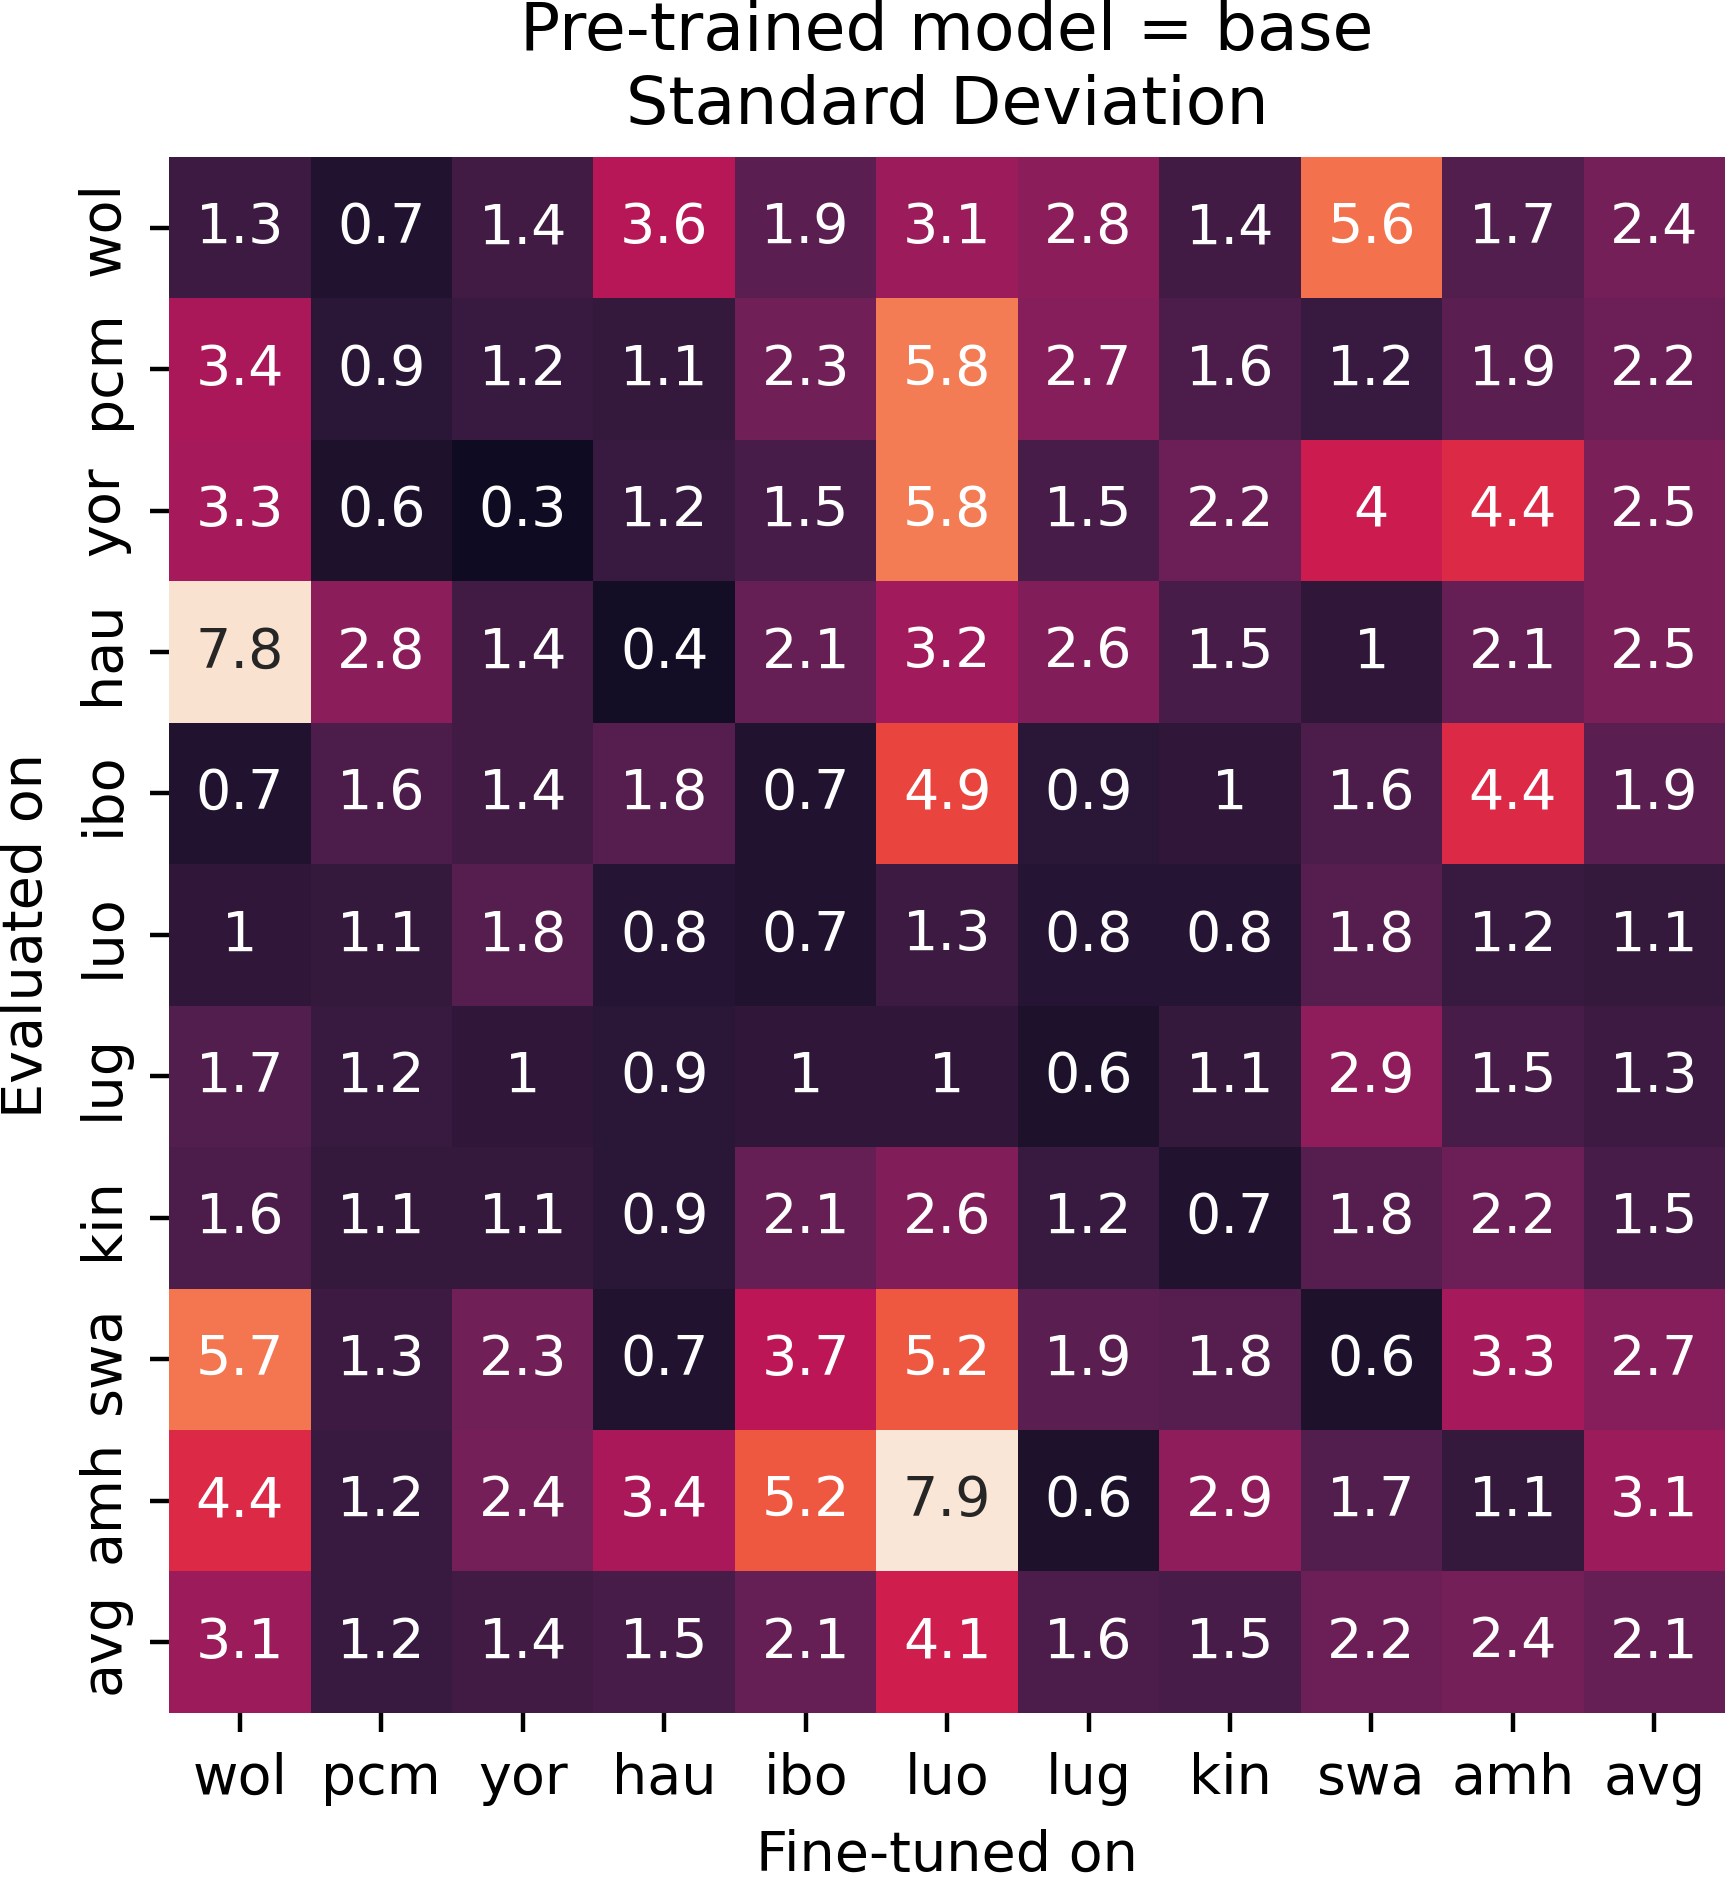 Pre-trained model = base
Standard Deviation
Evaluated on
wol 1.3 0.7 1.4 3.6 1.9 3.1 2.8 1.4 5.6 1.7 2.4
pcm 3.4 0.9 1.2 1.1 2.3 5.8 2.7 1.6 1.2 1.9 2.2
yor 3.3 0.6 0.3 1.2 1.5 5.8 1.5 2.2 4 4.4 2.5
hau 7.8 2.8 1.4 0.4 2.1 3.2 2.6 1.5 1 2.1 2.5
ibo 0.7 1.6 1.4 1.8 0.7 4.9 0.9 1 1.6 4.4 1.9
luo 1 1.1 1.8 0.8 0.7 1.3 0.8 0.8 1.8 1.2 1.1
lug 1.7 1.2 1 0.9 1 1 0.6 1.1 2.9 1.5 1.3
kin 1.6 1.1 1.1 0.9 2.1 2.6 1.2 0.7 1.8 2.2 1.5
swa 5.7 1.3 2.3 0.7 3.7 5.2 1.9 1.8 0.6 3.3 2.7
amh 4.4 1.2 2.4 3.4 5.2 7.9 0.6 2.9 1.7 1.1 3.1
avg 3.1 1.2 1.4 1.5 2.1 4.1 1.6 1.5 2.2 2.4 2.1
wol pcm yor hau ibo luo lug kin swa amh avg
Fine-tuned on